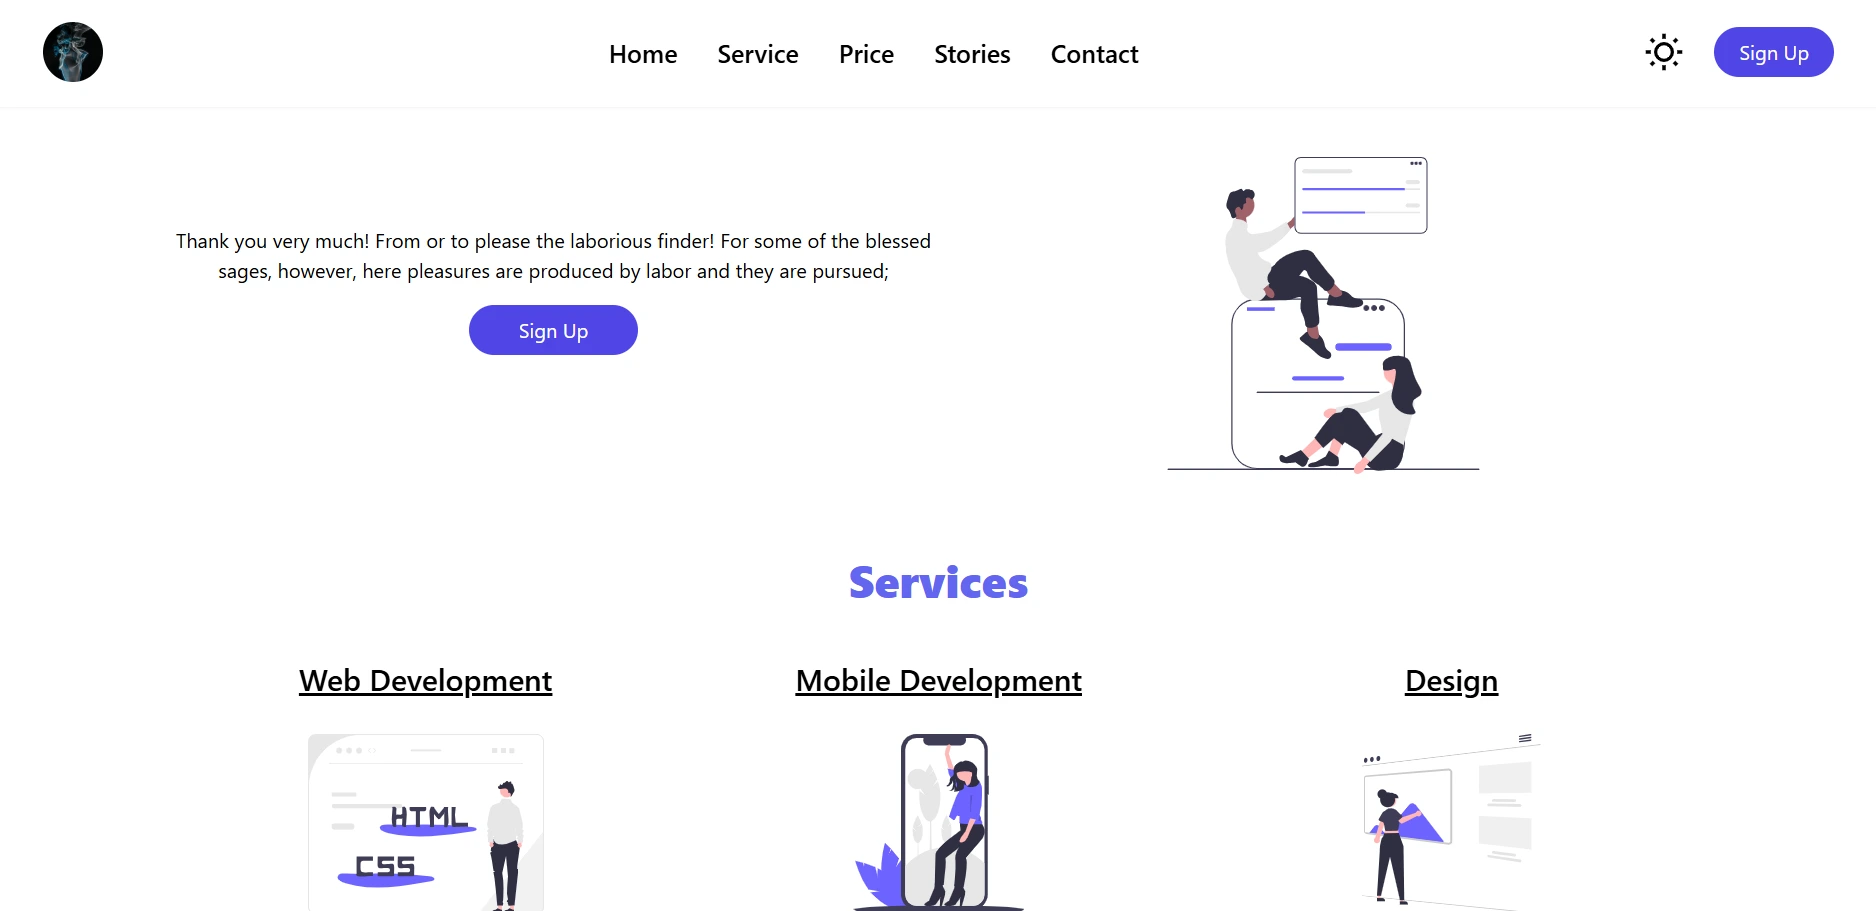 Home Service Price Stories Contact Sign Up
Thank you very much! From or to please the laborious finder! For some of the blessed
sages, however, here pleasures are produced by labor and they are pursued;
Sign Up
Services
Web Development
Mobile Development
Design
HTML
CSS